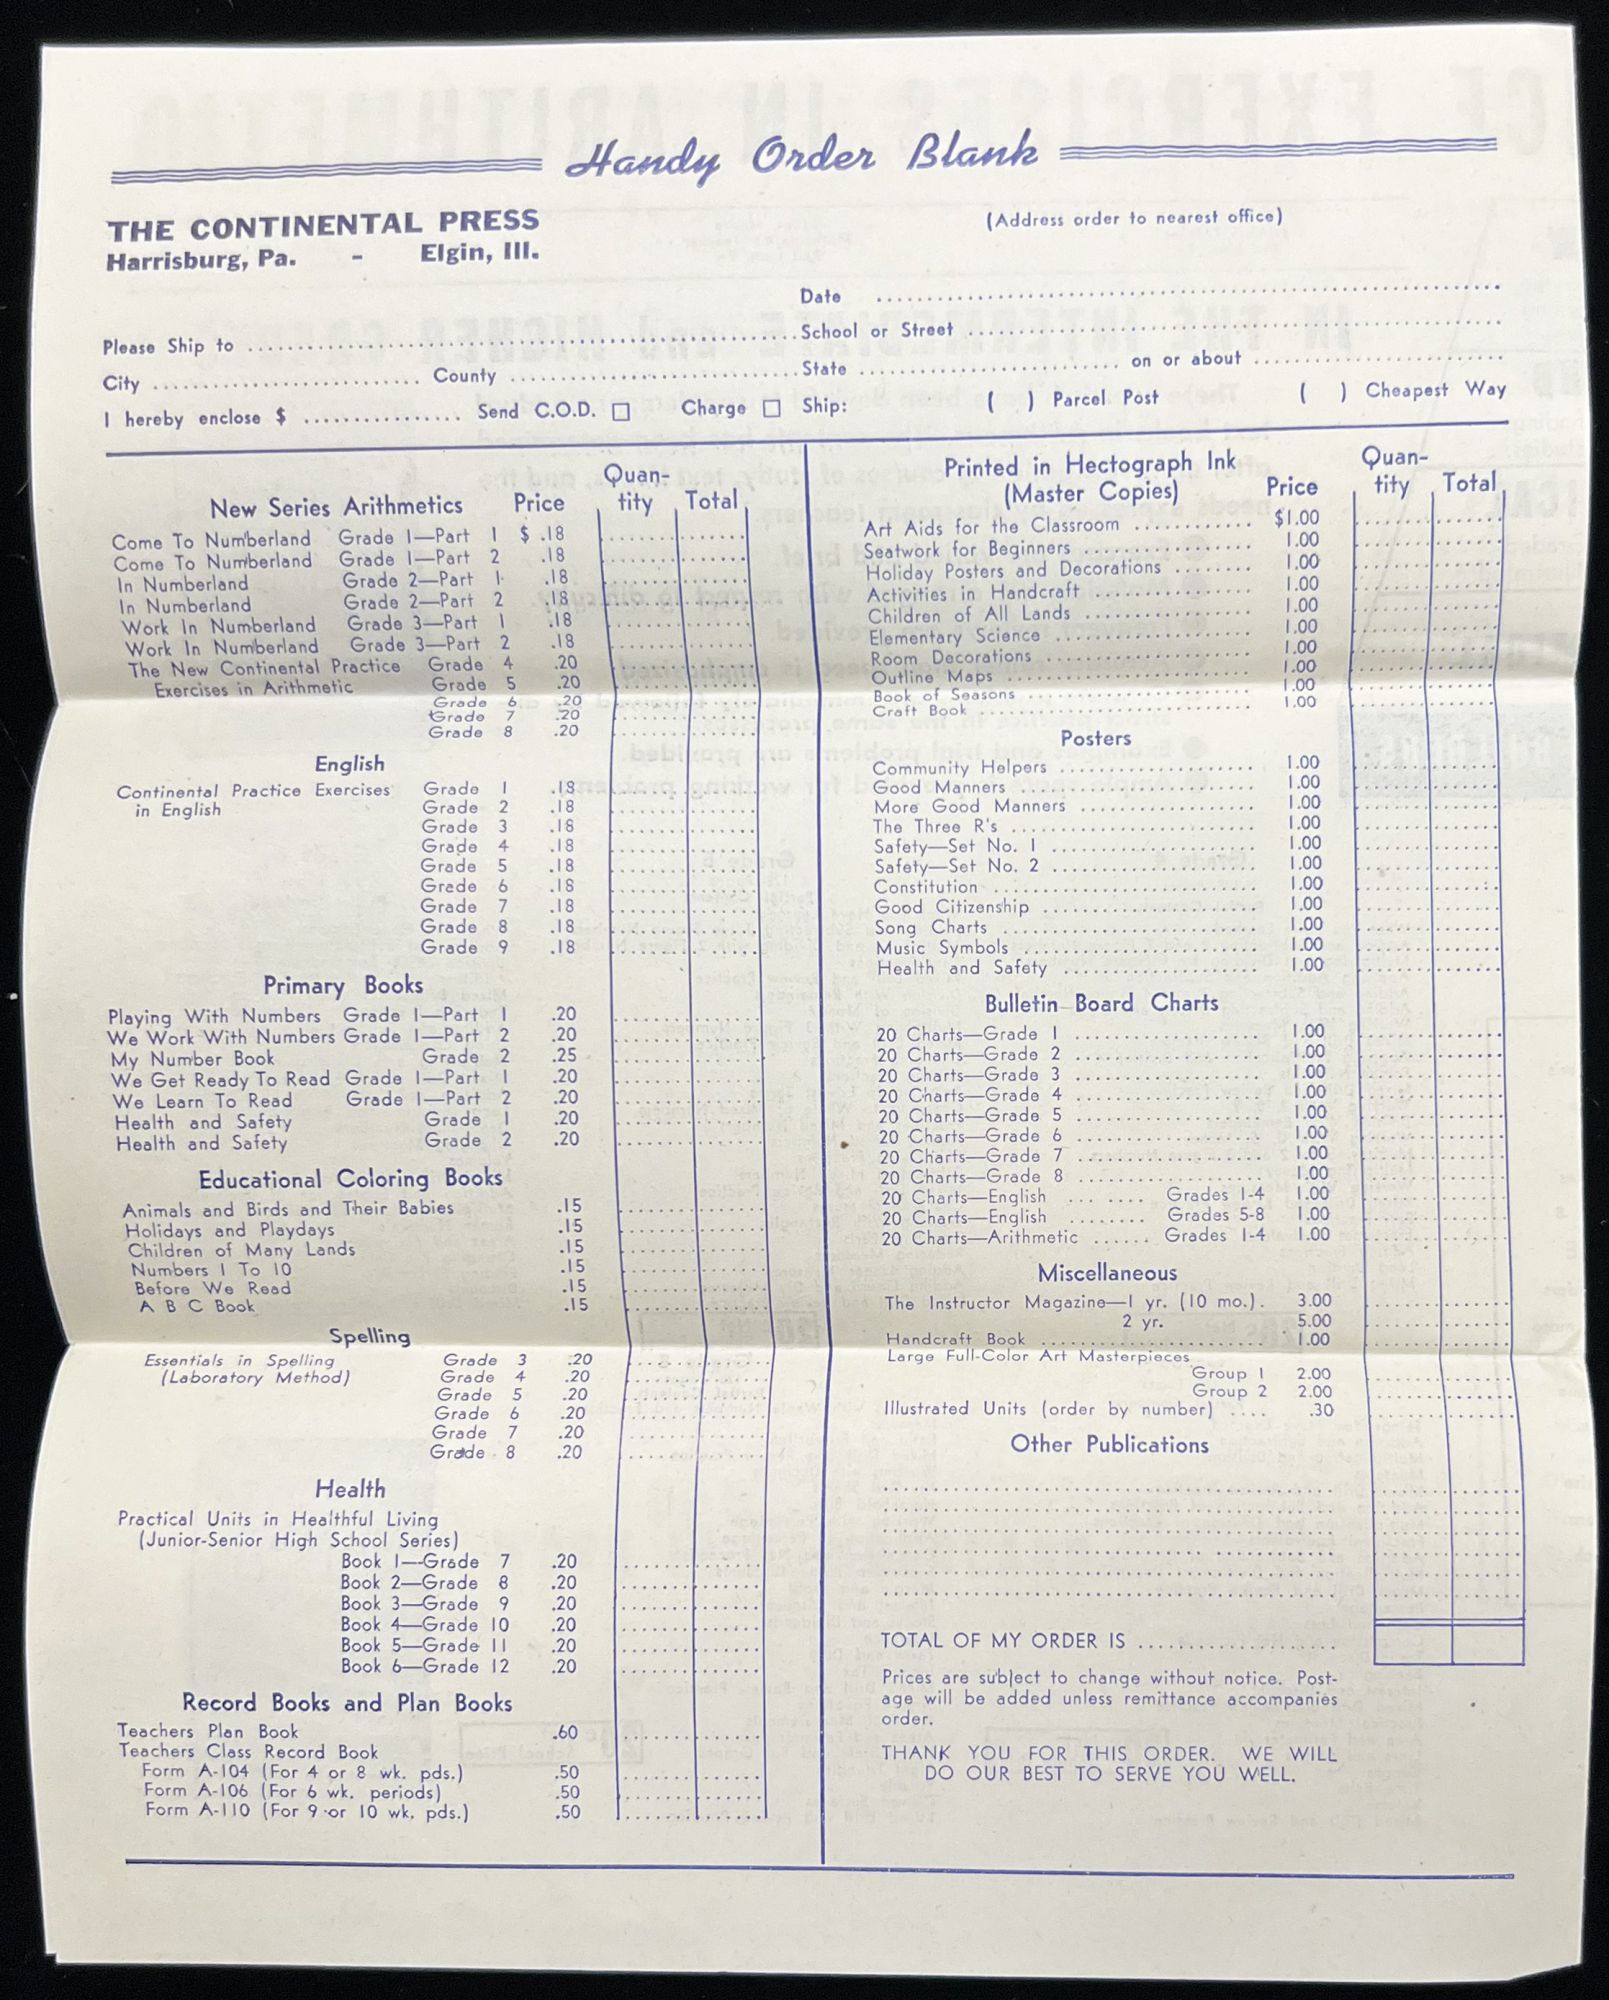 Handy Order Blank
THE CONTINENTAL PRESS
Harrisburg, Pa. - Elgin, Ill.
(Address order to nearest office)
Date
Please Ship to School or Street
City County State on or about
I hereby enclose $ Send C.O.D. □ Charge □ Ship: ( ) Parcel Post ( ) Cheapest Way
New Series Arithmetics Price Quan-
tity Total
Come To Numberland Grade 1—Part 1 $ .18
Come To Numberland Grade 1—Part 2 .18
In Numberland Grade 2—Part 1 .18
In Numberland Grade 2—Part 2 .18
Work In Numberland Grade 3—Part 1 .18
Work In Numberland Grade 3—Part 2 .18
The New Continental Practice Grade 4 .20
Exercises in Arithmetic Grade 5 .20
Grade 6 .20
Grade 7 .20
Grade 8 .20
English
Continental Practice Exercises Grade 1 .18
in English Grade 2 .18
Grade 3 .18
Grade 4 .18
Grade 5 .18
Grade 6 .18
Grade 7 .18
Grade 8 .18
Grade 9 .18
Primary Books
Playing With Numbers Grade 1—Part 1 .20
We Work With Numbers Grade 1—Part 2 .20
My Number Book Grade 2 .25
We Get Ready To Read Grade 1—Part 1 .20
We Learn To Read Grade 1—Part 2 .20
Health and Safety Grade 1 .20
Health and Safety Grade 2 .20
Educational Coloring Books
Animals and Birds and Their Babies .15
Holidays and Playdays .15
Children of Many Lands .15
Numbers 1 To 10 .15
Before We Read .15
A B C Book .15
Spelling
Essentials in Spelling Grade 3 .20
(Laboratory Method) Grade 4 .20
Grade 5 .20
Grade 6 .20
Grade 7 .20
Grade 8 .20
Health
Practical Units in Healthful Living
(Junior-Senior High School Series)
Book 1—Grade 7 .20
Book 2—Grade 8 .20
Book 3—Grade 9 .20
Book 4—Grade 10 .20
Book 5—Grade 11 .20
Book 6—Grade 12 .20
Record Books and Plan Books
Teachers Plan Book .60
Teachers Class Record Book
Form A-104 (For 4 or 8 wk. pds.) .50
Form A-106 (For 6 wk. periods) .50
Form A-110 (For 9 or 10 wk. pds.) .50
Printed in Hectograph Ink
(Master Copies) Price Quan-
tity Total
Art Aids for the Classroom $1.00
Seatwork for Beginners 1.00
Holiday Posters and Decorations 1.00
Activities in Handcraft 1.00
Children of All Lands 1.00
Elementary Science 1.00
Room Decorations 1.00
Outline Maps 1.00
Book of Seasons 1.00
Craft Book 1.00
Posters
Community Helpers 1.00
Good Manners 1.00
More Good Manners 1.00
The Three R's 1.00
Safety—Set No. 1 1.00
Safety—Set No. 2 1.00
Constitution 1.00
Good Citizenship 1.00
Song Charts 1.00
Music Symbols 1.00
Health and Safety 1.00
Bulletin Board Charts
20 Charts—Grade 1 1.00
20 Charts—Grade 2 1.00
20 Charts—Grade 3 1.00
20 Charts—Grade 4 1.00
20 Charts—Grade 5 1.00
20 Charts—Grade 6 1.00
20 Charts—Grade 7 1.00
20 Charts—Grade 8 1.00
20 Charts—English Grades 1-4 1.00
20 Charts—English Grades 5-8 1.00
20 Charts—Arithmetic Grades 1-4 1.00
Miscellaneous
The Instructor Magazine—1 yr. (10 mo.). 3.00
2 yr. 5.00
Handcraft Book 1.00
Large Full-Color Art Masterpieces
Group 1 2.00
Group 2 2.00
Illustrated Units (order by number) .30
Other Publications
TOTAL OF MY ORDER IS
Prices are subject to change without notice. Post-
age will be added unless remittance accompanies
order.
THANK YOU FOR THIS ORDER. WE WILL
DO OUR BEST TO SERVE YOU WELL.